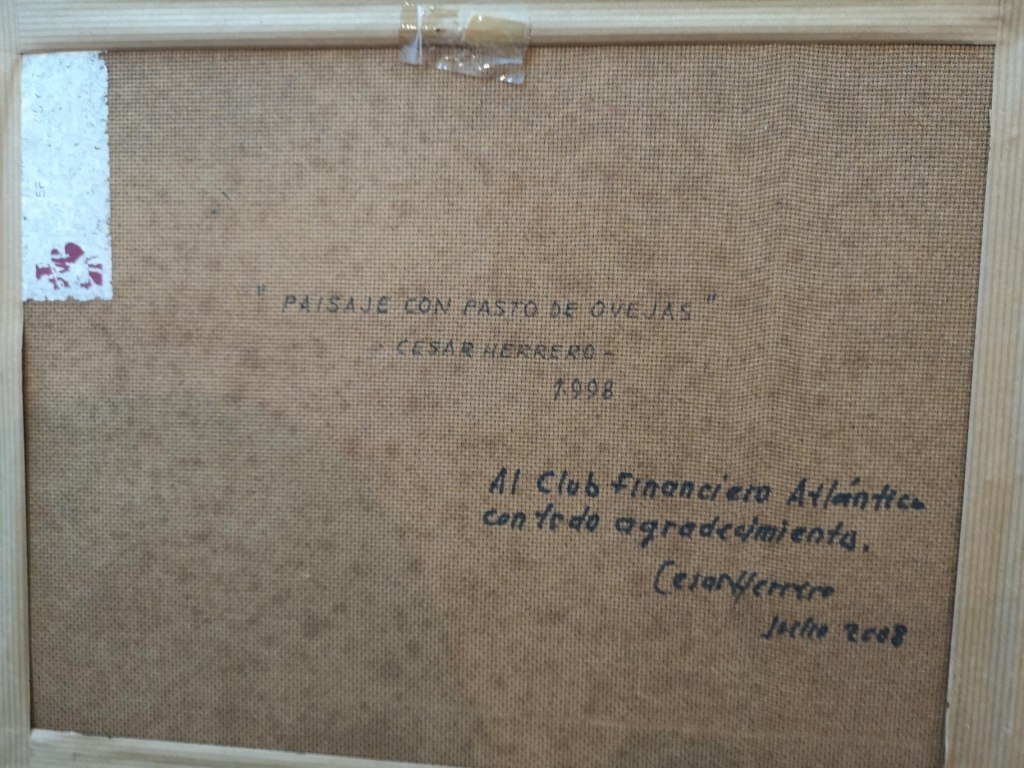 " PAISAJE CON PASTO DE OVEJAS "
- CESAR HERRERO -
1998
Al Club Financiero Atlántico
con todo agradecimiento.
Cesar Herrero
Julio 2008